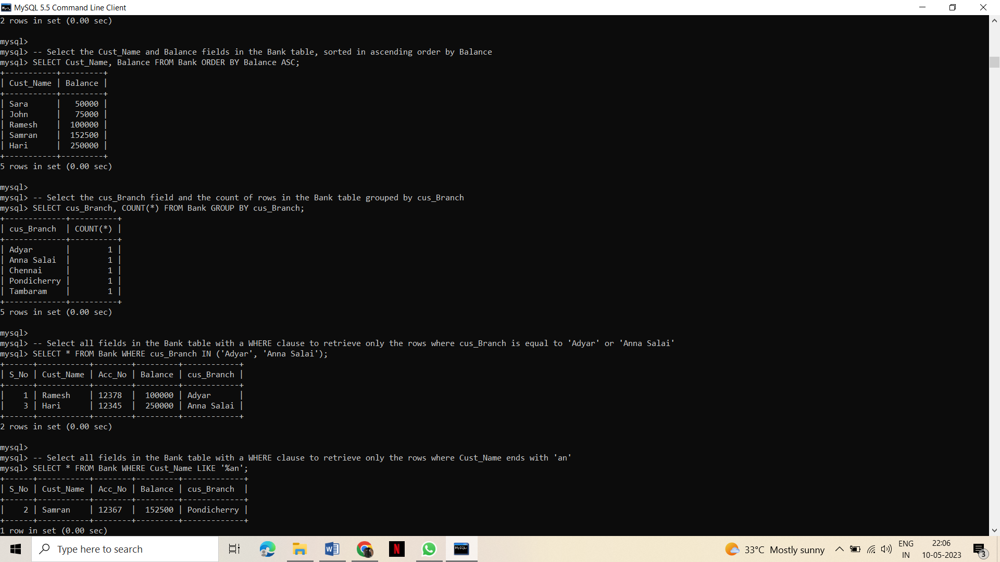 MySQL 5.5 Command Line Client
2 rows in set (0.00 sec)
mysql>
mysql> -- Select the Cust_Name and Balance fields in the Bank table, sorted in ascending order by Balance
mysql> SELECT Cust_Name, Balance FROM Bank ORDER BY Balance ASC;
+-----------+---------+
| Cust_Name | Balance |
+-----------+---------+
| Sara      |   50000 |
| John      |   75000 |
| Ramesh    |  100000 |
| Samran    |  152500 |
| Hari      |  250000 |
+-----------+---------+
5 rows in set (0.00 sec)
mysql>
mysql> -- Select the cus_Branch field and the count of rows in the Bank table grouped by cus_Branch
mysql> SELECT cus_Branch, COUNT(*) FROM Bank GROUP BY cus_Branch;
+-------------+----------+
| cus_Branch  | COUNT(*) |
+-------------+----------+
| Adyar       |        1 |
| Anna Salai  |        1 |
| Chennai     |        1 |
| Pondicherry |        1 |
| Tambaram    |        1 |
+-------------+----------+
5 rows in set (0.00 sec)
mysql>
mysql> -- Select all fields in the Bank table with a WHERE clause to retrieve only the rows where cus_Branch is equal to 'Adyar' or 'Anna Salai'
mysql> SELECT * FROM Bank WHERE cus_Branch IN ('Adyar', 'Anna Salai');
+------+-----------+--------+---------+------------+
| S_No | Cust_Name | Acc_No | Balance | cus_Branch |
+------+-----------+--------+---------+------------+
|    1 | Ramesh    | 12378  |  100000 | Adyar      |
|    3 | Hari      | 12345  |  250000 | Anna Salai |
+------+-----------+--------+---------+------------+
2 rows in set (0.00 sec)
mysql>
mysql> -- Select all fields in the Bank table with a WHERE clause to retrieve only the rows where Cust_Name ends with 'an'
mysql> SELECT * FROM Bank WHERE Cust_Name LIKE '%an';
+------+-----------+--------+---------+-------------+
| S_No | Cust_Name | Acc_No | Balance | cus_Branch  |
+------+-----------+--------+---------+-------------+
|    2 | Samran    | 12367  |  152500 | Pondicherry |
+------+-----------+--------+---------+-------------+
1 row in set (0.00 sec)
Type here to search
33°C Mostly sunny
ENG
IN
22:06
10-05-2023
3